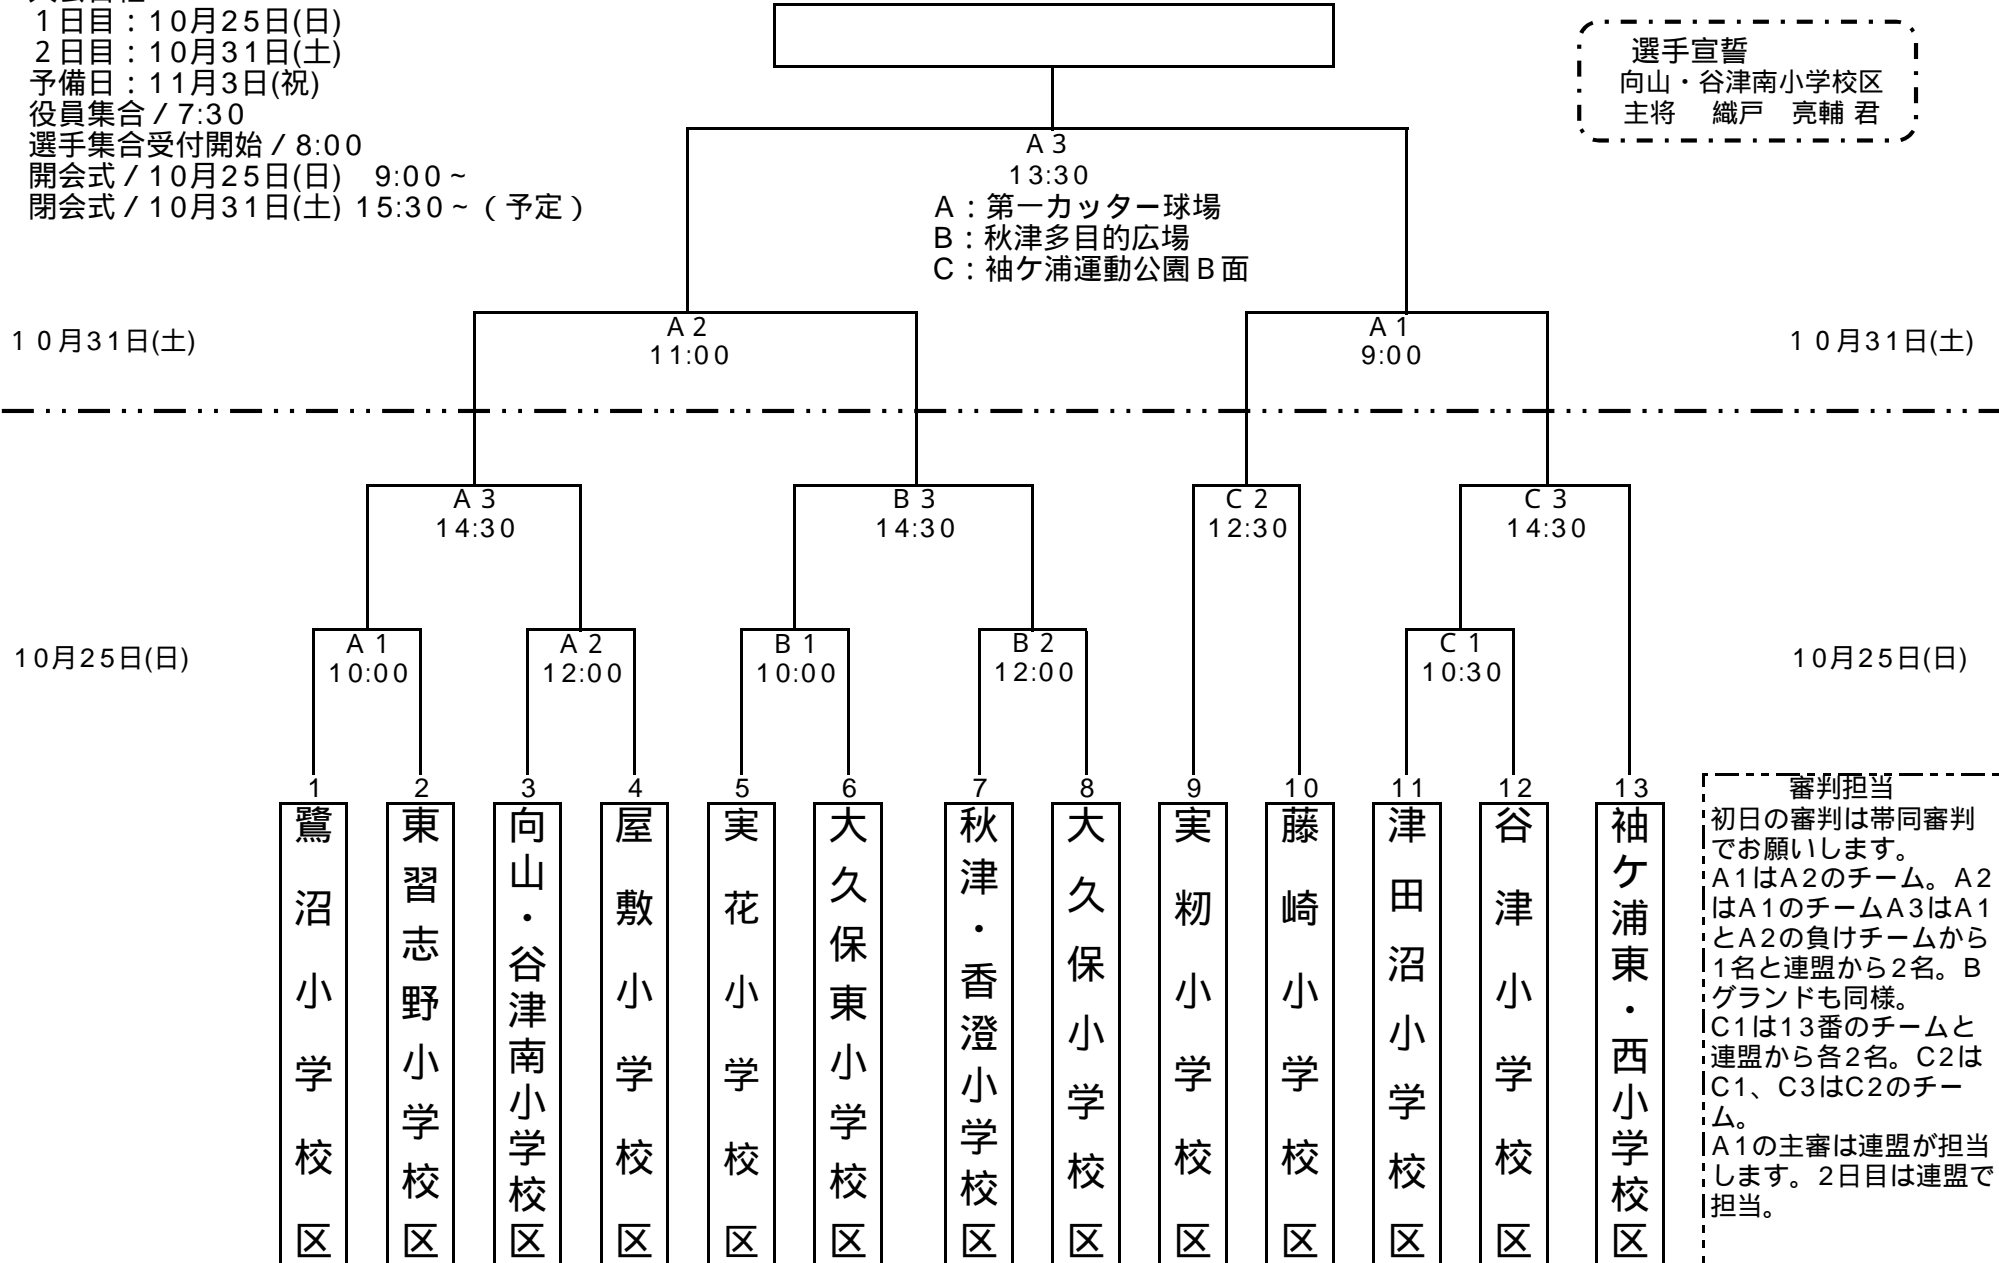 1日目：10月25日(日)
2日目：10月31日(土)
予備日：11月3日(祝)
役員集合 / 7:30
選手集合受付開始 / 8:00
開会式 / 10月25日(日)　9:00～
閉会式 / 10月31日(土) 15:30～（予定）
選手宣誓
向山・谷津南小学校区
主将　織戸　亮輔 君
A 3
13:30
A：第一カッター球場
B：秋津多目的広場
C：袖ケ浦運動公園B面
10月31日(土)
A 2
11:00
A 1
9:00
10月31日(土)
A 3
14:30
B 3
14:30
C 2
12:30
C 3
14:30
10月25日(日)
A 1
10:00
A 2
12:00
B 1
10:00
B 2
12:00
C 1
10:30
10月25日(日)
1
鷺沼小学校区
2
東習志野小学校区
3
向山・谷津南小学校区
4
屋敷小学校区
5
実花小学校区
6
大久保東小学校区
7
秋津・香澄小学校区
8
大久保小学校区
9
実籾小学校区
10
藤崎小学校区
11
津田沼小学校区
12
谷津小学校区
13
袖ケ浦東・西小学校区
審判担当
初日の審判は帯同審判
でお願いします。
A1はA2のチーム。A2
はA1のチームA3はA1
とA2の負けチームから
1名と連盟から2名。B
グランドも同様。
C1は13番のチームと
連盟から各2名。C2は
C1、C3はC2のチー
ム。
A1の主審は連盟が担当
します。2日目は連盟で
担当。